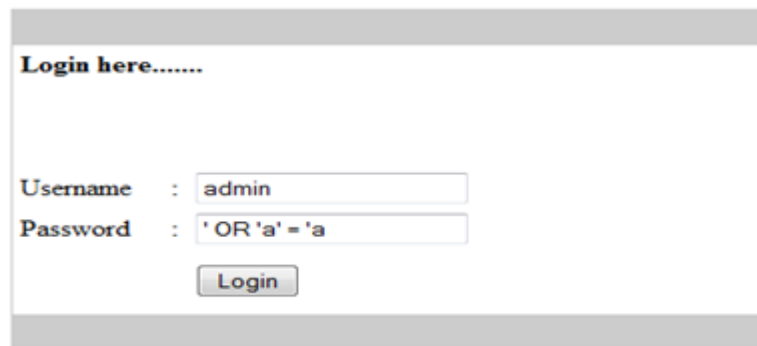 Login here.......
Username : admin
Password : ' OR 'a' = 'a
Login